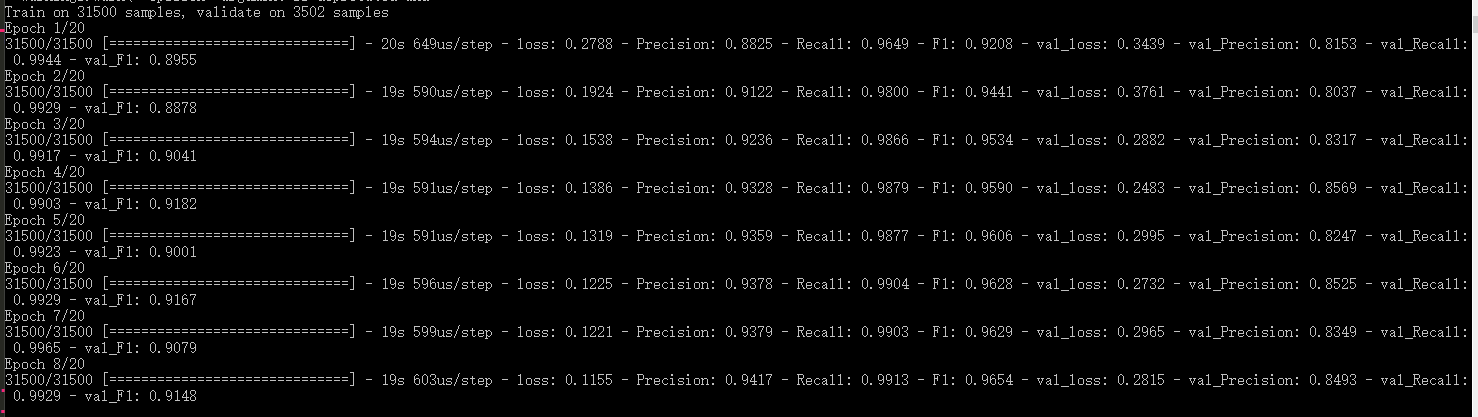 Train on 31500 samples, validate on 3502 samples
Epoch 1/20
31500/31500 [==============================] - 20s 649us/step - loss: 0.2788 - Precision: 0.8825 - Recall: 0.9649 - F1: 0.9208 - val_loss: 0.3439 - val_Precision: 0.8153 - val_Recall:
0.9944 - val_F1: 0.8955
Epoch 2/20
31500/31500 [==============================] - 19s 590us/step - loss: 0.1924 - Precision: 0.9122 - Recall: 0.9800 - F1: 0.9441 - val_loss: 0.3761 - val_Precision: 0.8037 - val_Recall:
0.9929 - val_F1: 0.8878
Epoch 3/20
31500/31500 [==============================] - 19s 594us/step - loss: 0.1538 - Precision: 0.9236 - Recall: 0.9866 - F1: 0.9534 - val_loss: 0.2882 - val_Precision: 0.8317 - val_Recall:
0.9917 - val_F1: 0.9041
Epoch 4/20
31500/31500 [==============================] - 19s 591us/step - loss: 0.1386 - Precision: 0.9328 - Recall: 0.9879 - F1: 0.9590 - val_loss: 0.2483 - val_Precision: 0.8569 - val_Recall:
0.9903 - val_F1: 0.9182
Epoch 5/20
31500/31500 [==============================] - 19s 591us/step - loss: 0.1319 - Precision: 0.9359 - Recall: 0.9877 - F1: 0.9606 - val_loss: 0.2995 - val_Precision: 0.8247 - val_Recall:
0.9923 - val_F1: 0.9001
Epoch 6/20
31500/31500 [==============================] - 19s 596us/step - loss: 0.1225 - Precision: 0.9378 - Recall: 0.9904 - F1: 0.9628 - val_loss: 0.2732 - val_Precision: 0.8525 - val_Recall:
0.9929 - val_F1: 0.9167
Epoch 7/20
31500/31500 [==============================] - 19s 599us/step - loss: 0.1221 - Precision: 0.9379 - Recall: 0.9903 - F1: 0.9629 - val_loss: 0.2965 - val_Precision: 0.8349 - val_Recall:
0.9965 - val_F1: 0.9079
Epoch 8/20
31500/31500 [==============================] - 19s 603us/step - loss: 0.1155 - Precision: 0.9417 - Recall: 0.9913 - F1: 0.9654 - val_loss: 0.2815 - val_Precision: 0.8493 - val_Recall:
0.9929 - val_F1: 0.9148